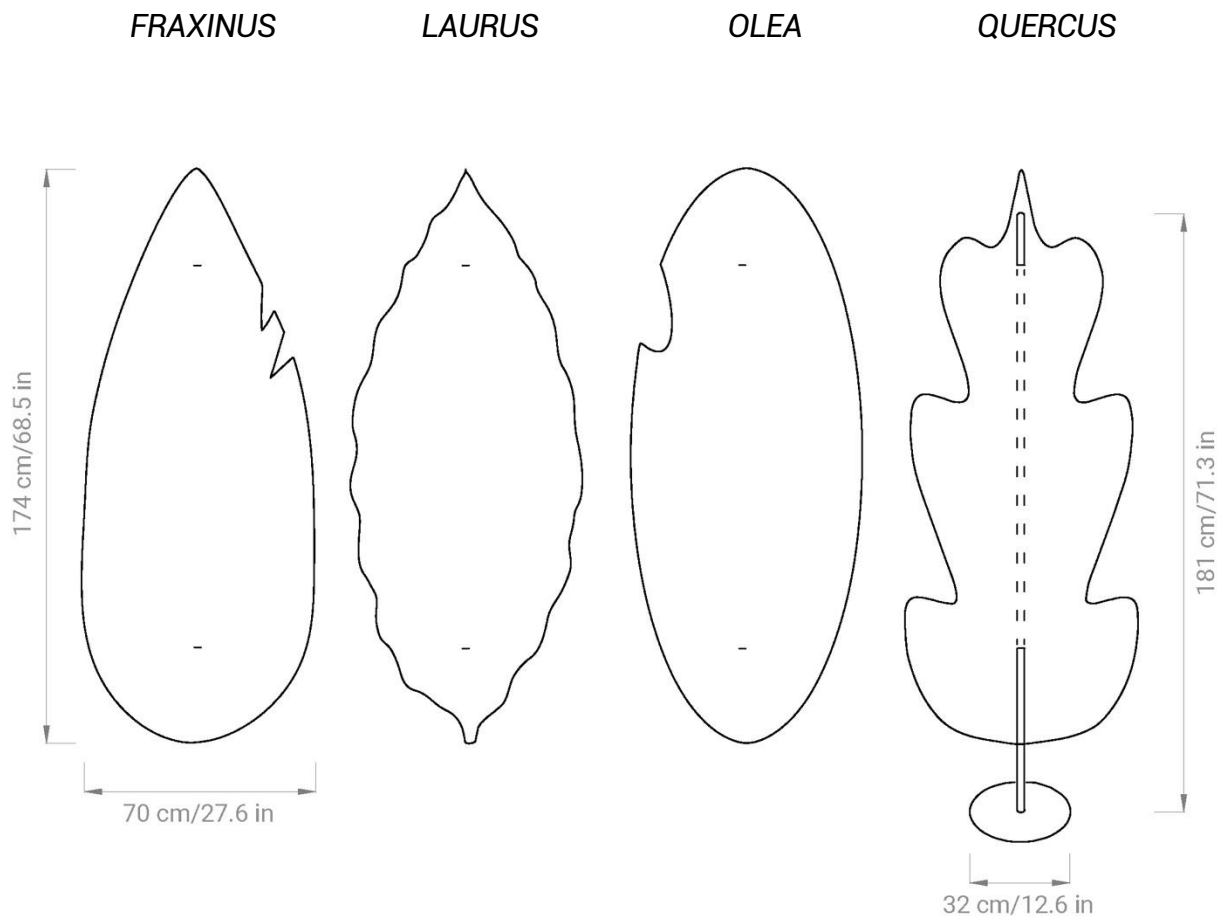 FRAXINUS LAURUS OLEA QUERCUS
174 cm/68.5 in
181 cm/71.3 in
70 cm/27.6 in
32 cm/12.6 in